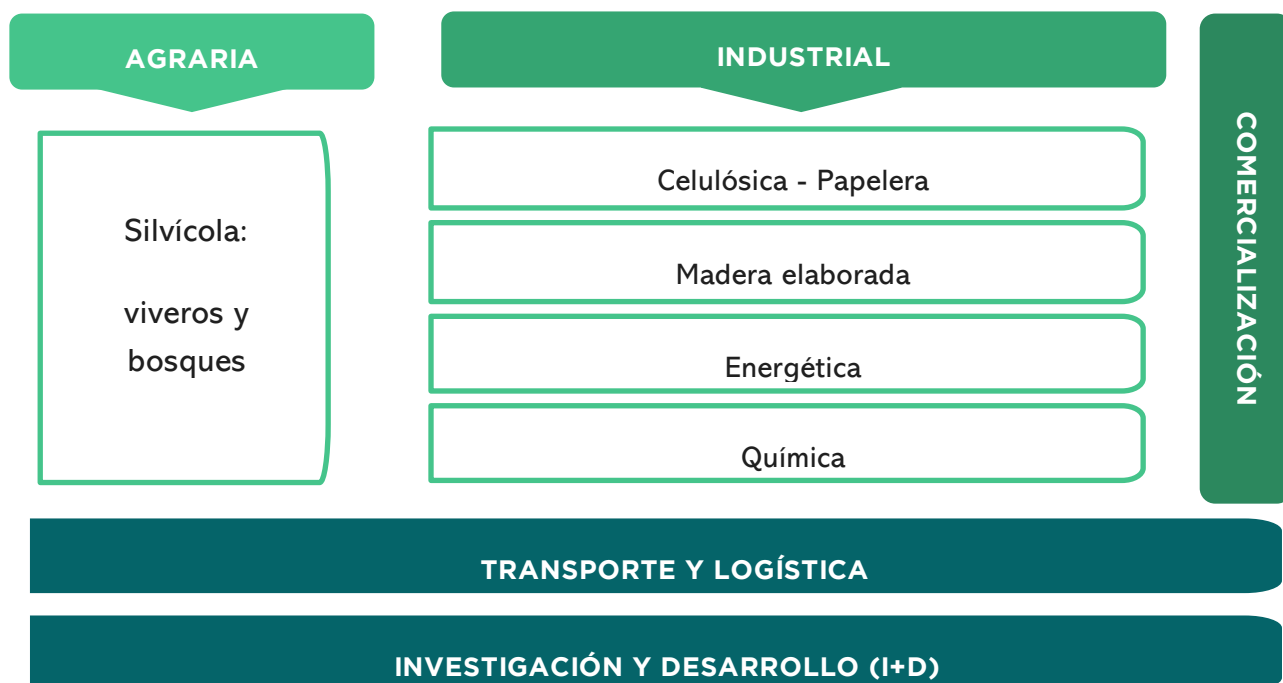 AGRARIA
INDUSTRIAL
COMERCIALIZACIÓN
Silvícola:
viveros y
bosques
Celulósica - Papelera
Madera elaborada
Energética
Química
TRANSPORTE Y LOGÍSTICA
INVESTIGACIÓN Y DESARROLLO (I+D)